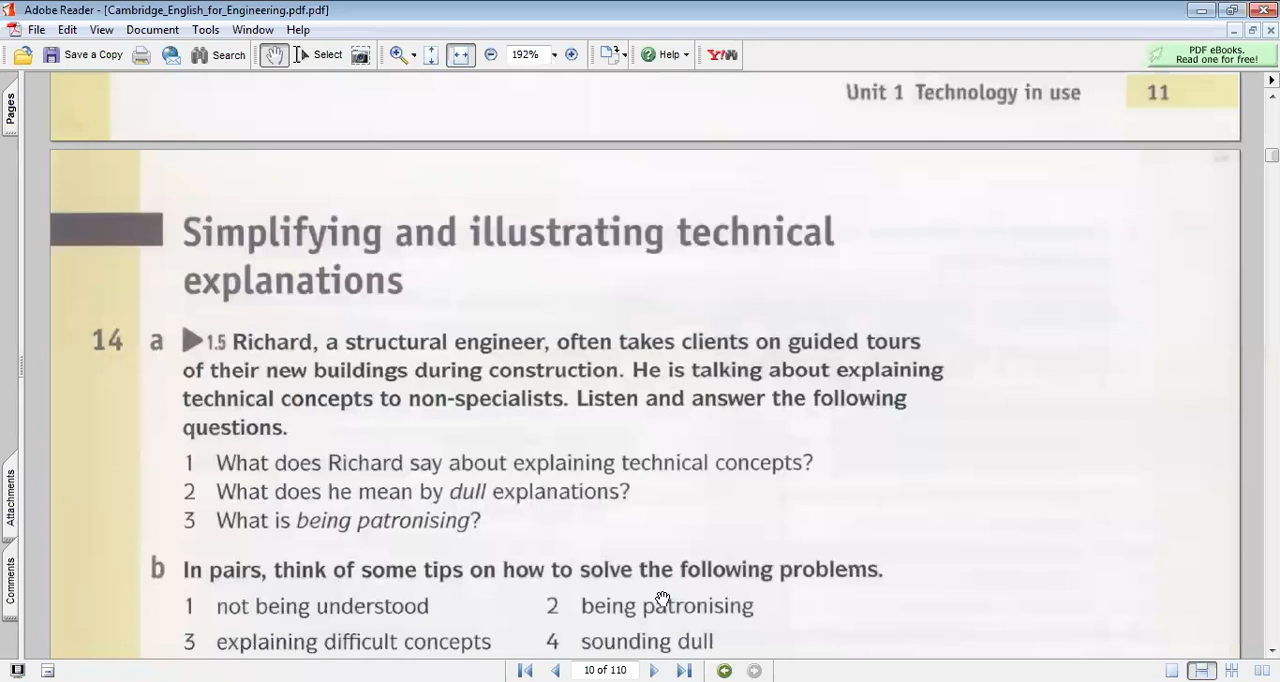 Adobe Reader - [Cambridge_English_for_Engineering.pdf.pdf]
File Edit View Document Tools Window Help
Save a Copy Search Select 192% Help Y! PDF eBooks. Read one for free!
Pages
Unit 1 Technology in use 11
Simplifying and illustrating technical
explanations
14 a 1.5 Richard, a structural engineer, often takes clients on guided tours
of their new buildings during construction. He is talking about explaining
technical concepts to non-specialists. Listen and answer the following
questions.
1 What does Richard say about explaining technical concepts?
2 What does he mean by dull explanations?
3 What is being patronising?
Attachments
b In pairs, think of some tips on how to solve the following problems.
Comments
1 not being understood 2 being patronising
3 explaining difficult concepts 4 sounding dull
10 of 110